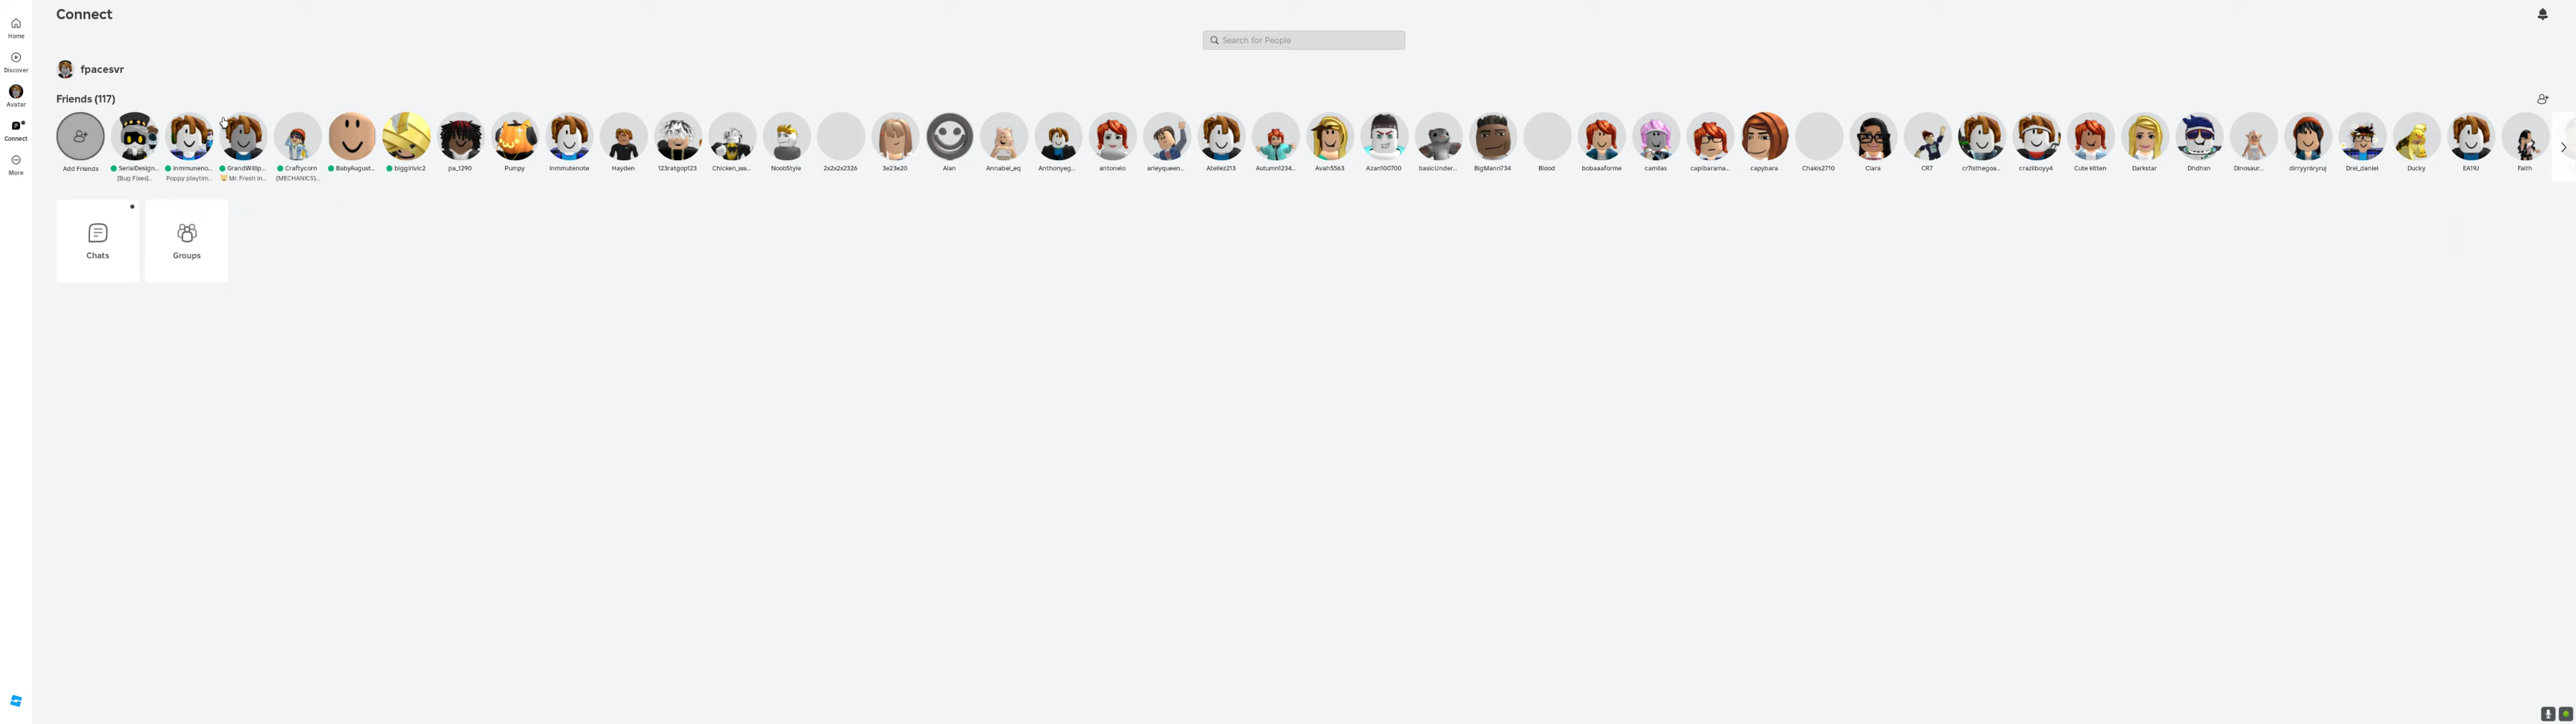 Connect
Home
Search for People
Discover
fpacesvr
Avatar
Friends (117)
Connect
More
Add Friends
SerialDesign...
[Bug Fixes]...
Inmmuneno...
Poppy playtim...
GrandWillip...
Mr. Fresh in...
Craftycorn
(MECHANICS)...
BabyAugust...
biggirlvic2
pa_1290
Pumpy
Inmmutenote
Hayden
123ratgop123
Chicken_wa...
NoobStyle
2x2x2x2326
3e23e20
Alan
Annabel_eq
Anthonyeg...
antonelo
arleyqueen...
Atellez213
Autumn1234...
Avah5563
Azan100700
basicUnder...
BigMann734
Blood
bobaaaforme
camilas
capibarama...
capybara
Chakis2710
Ciara
CR7
cr7isthegoa...
craziiboyy4
Cute kitten
Darkstar
Dhdhxn
Dinosaur...
dirryyr6ryruj
Drei_daniel
Ducky
EA19J
Faith
Chats
Groups